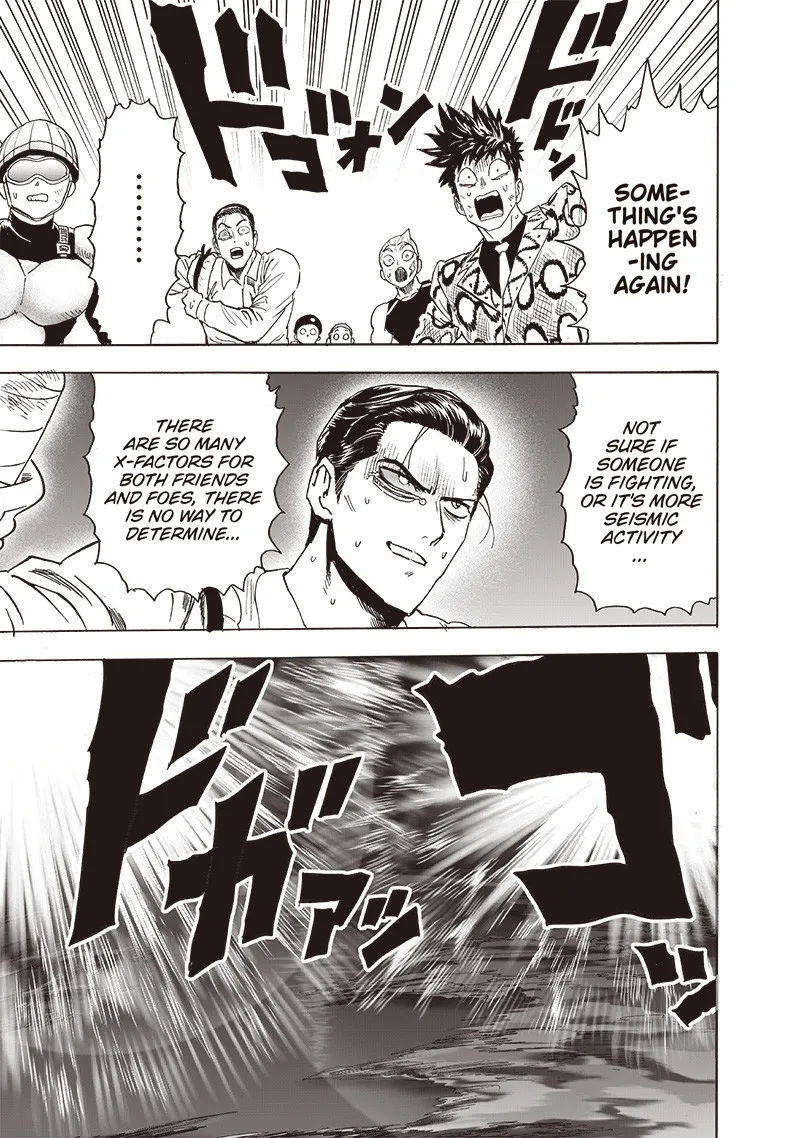 ドドン
ドゴォン
SOME-
THING'S
HAPPEN
-ING
AGAIN!
........
NOT
SURE IF
SOMEONE
IS FIGHTING,
OR IT'S MORE
SEISMIC
ACTIVITY
...
THERE
ARE SO MANY
X-FACTORS FOR
BOTH FRIENDS
AND FOES, THERE
IS NO WAY TO
DETERMINE...
ゴッ
ドガァッ